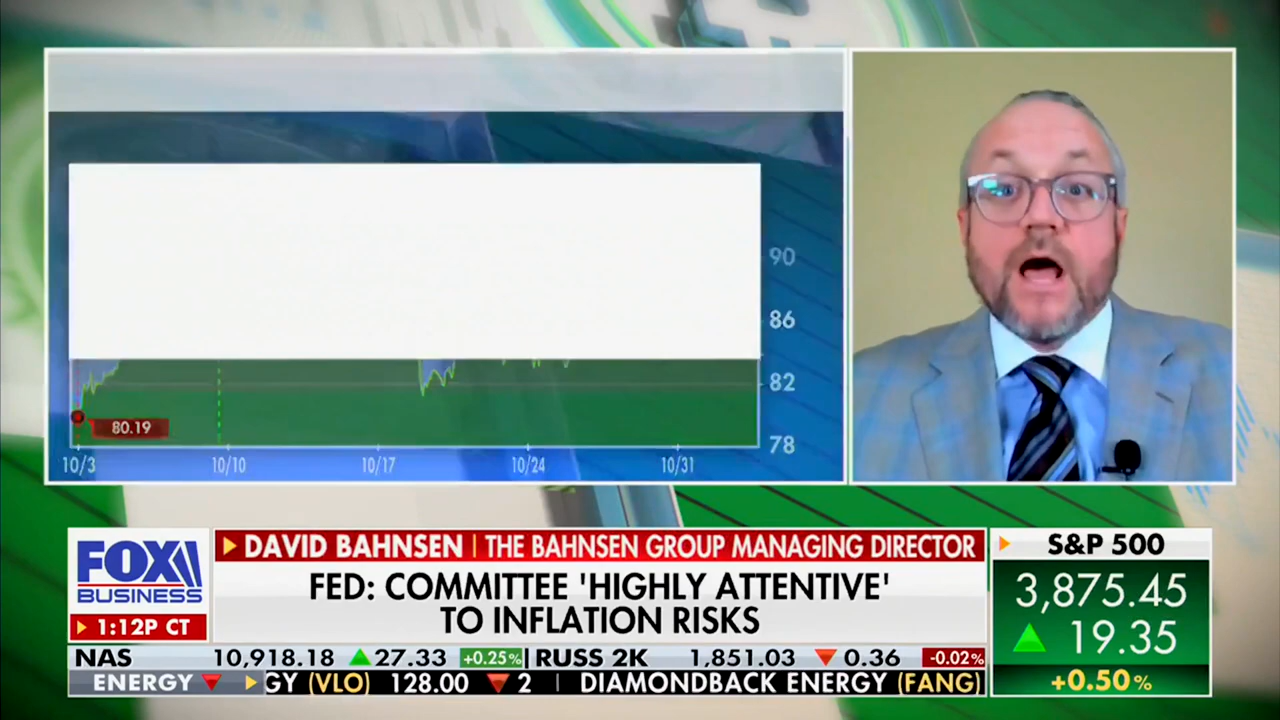 90
86
82
78
80.19
10/3 10/10 10/17 10/24 10/31
FOX
BUSINESS
1:12P CT
DAVID BAHNSEN | THE BAHNSEN GROUP MANAGING DIRECTOR
FED: COMMITTEE 'HIGHLY ATTENTIVE'
TO INFLATION RISKS
S&P 500
3,875.45
19.35
+0.50%
NAS 10,918.18 27.33 +0.25% RUSS 2K 1,851.03 0.36 -0.02%
ENERGY GY (VLO) 128.00 2 | DIAMONDBACK ENERGY (FANG)